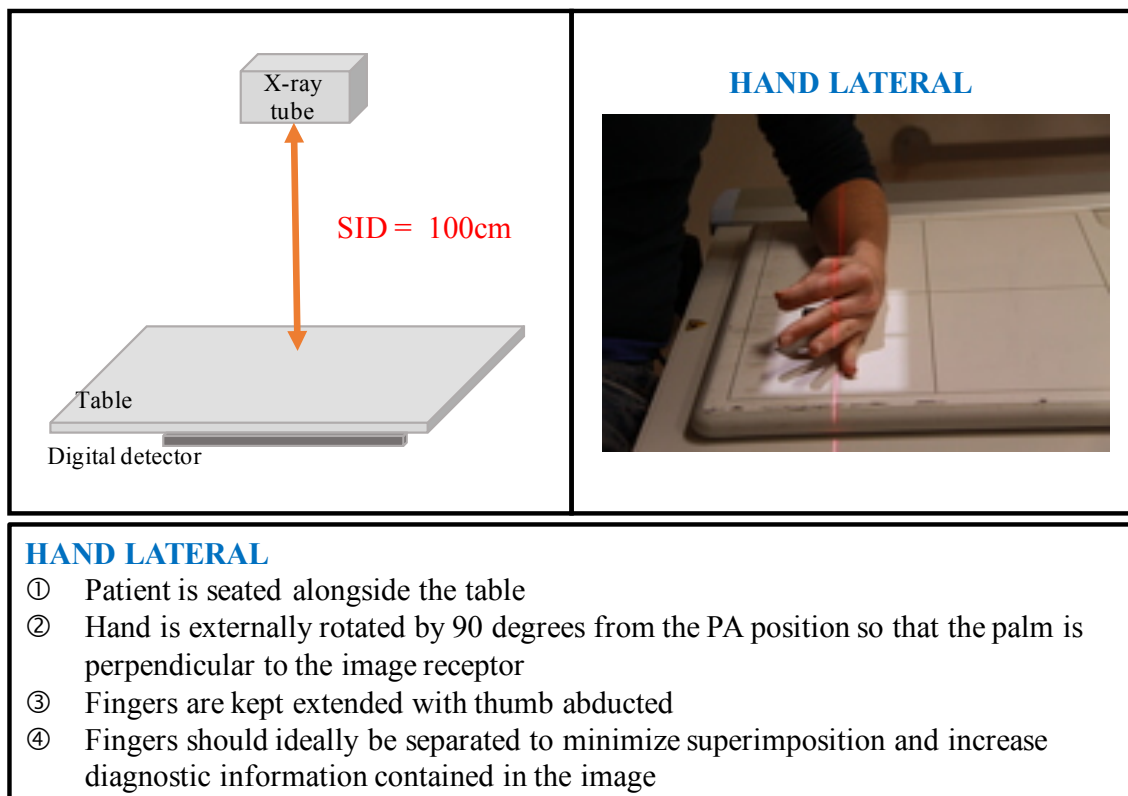 X-ray
tube
SID = 100cm
Table
Digital detector
HAND LATERAL
HAND LATERAL
① Patient is seated alongside the table
② Hand is externally rotated by 90 degrees from the PA position so that the palm is
perpendicular to the image receptor
③ Fingers are kept extended with thumb abducted
④ Fingers should ideally be separated to minimize superimposition and increase
diagnostic information contained in the image